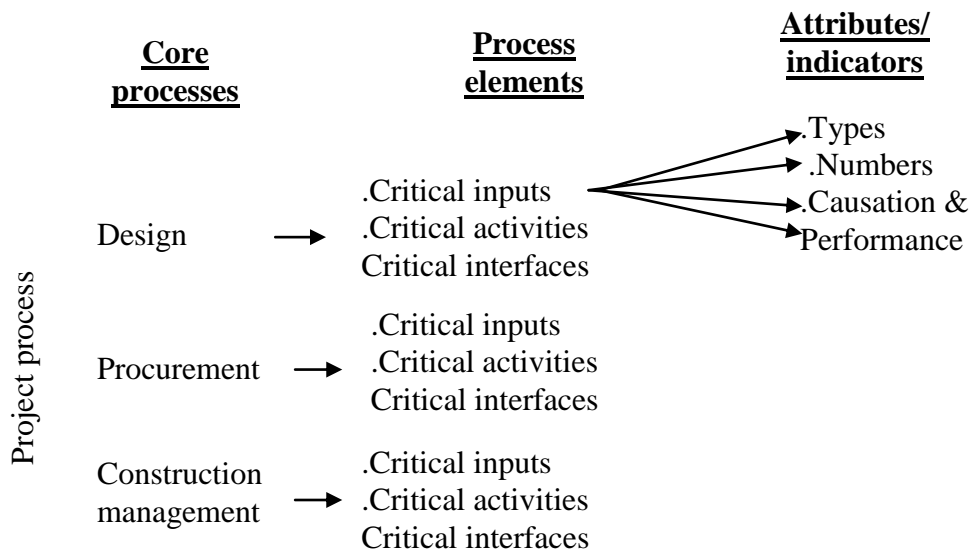 Core
processes
Process
elements
Attributes/
indicators
.Types
.Numbers
.Causation &
Performance
Project process
Design
.Critical inputs
.Critical activities
Critical interfaces
Procurement
.Critical inputs
.Critical activities
Critical interfaces
Construction
management
.Critical inputs
.Critical activities
Critical interfaces